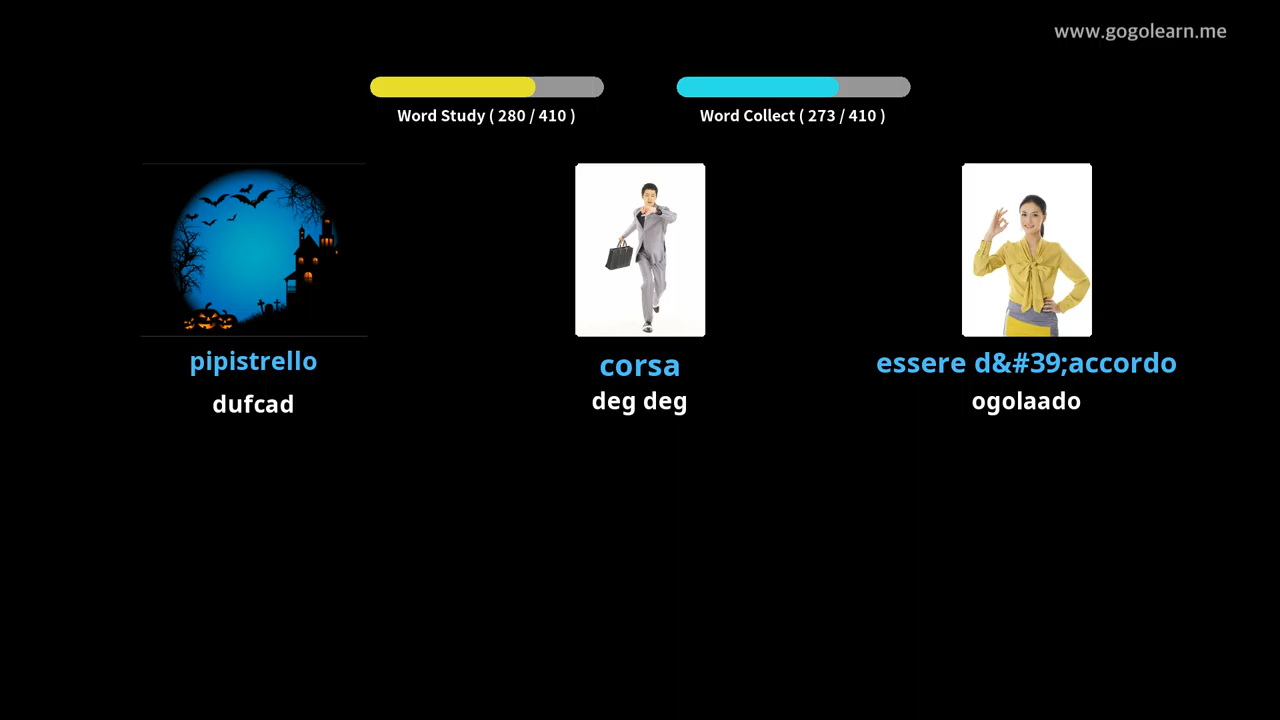 www.gogolearn.me
Word Study ( 280 / 410 )
Word Collect ( 273 / 410 )
pipistrello
dufcad
corsa
deg deg
essere d&#39;accordo
ogolaado